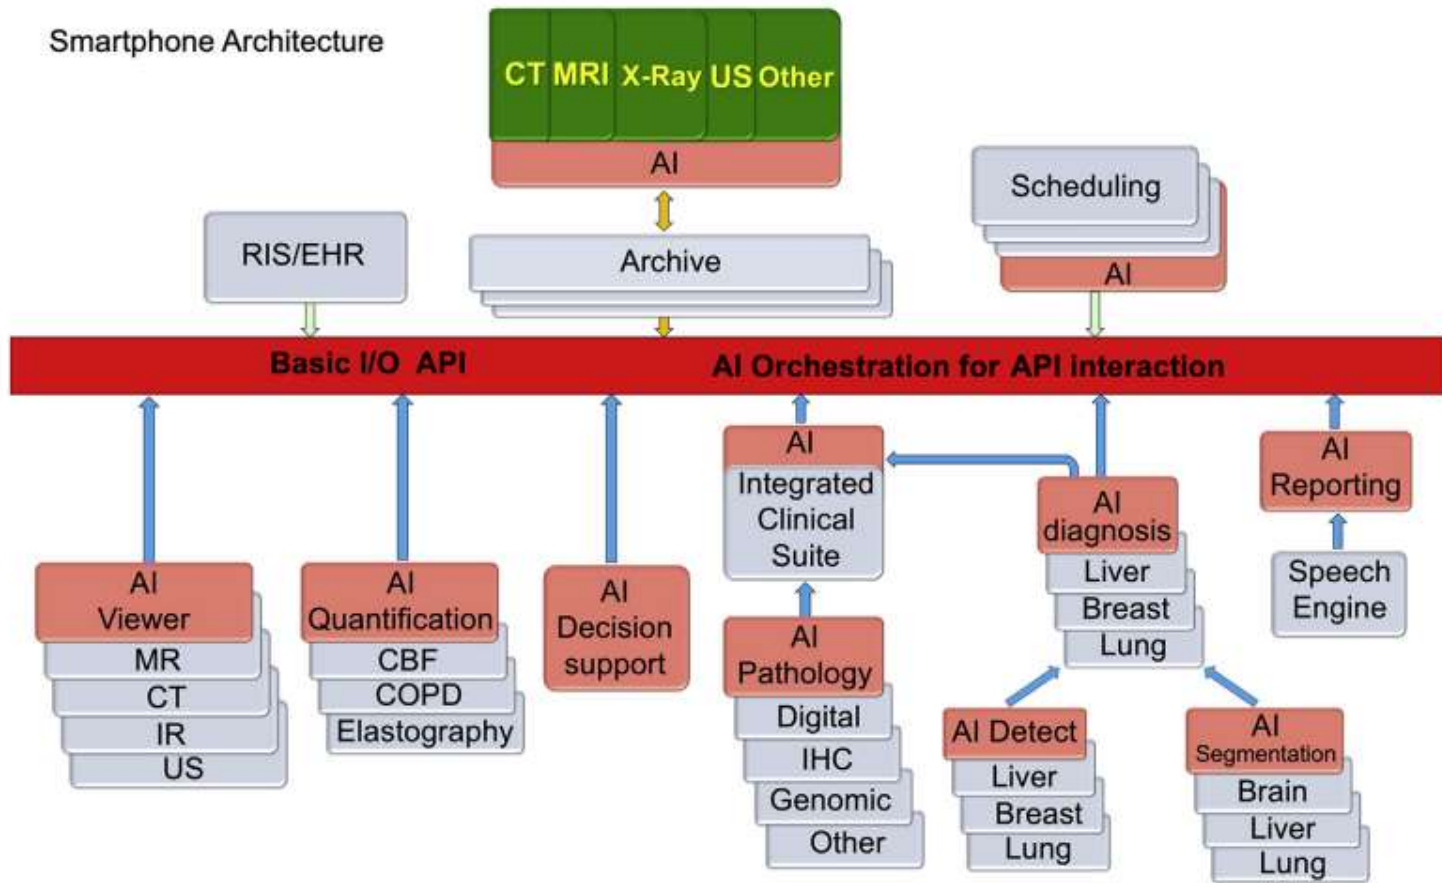 Smartphone Architecture
CT MRI X-Ray US Other
AI
Scheduling
AI
RIS/EHR
Archive
Basic I/O API
AI Orchestration for API interaction
AI
Viewer
MR
CT
IR
US
AI
Quantification
CBF
COPD
Elastography
AI
Decision
support
AI
Integrated
Clinical
Suite
AI
Pathology
Digital
IHC
Genomic
Other
AI
diagnosis
Liver
Breast
Lung
AI Detect
Liver
Breast
Lung
AI
Segmentation
Brain
Liver
Lung
AI
Reporting
Speech
Engine